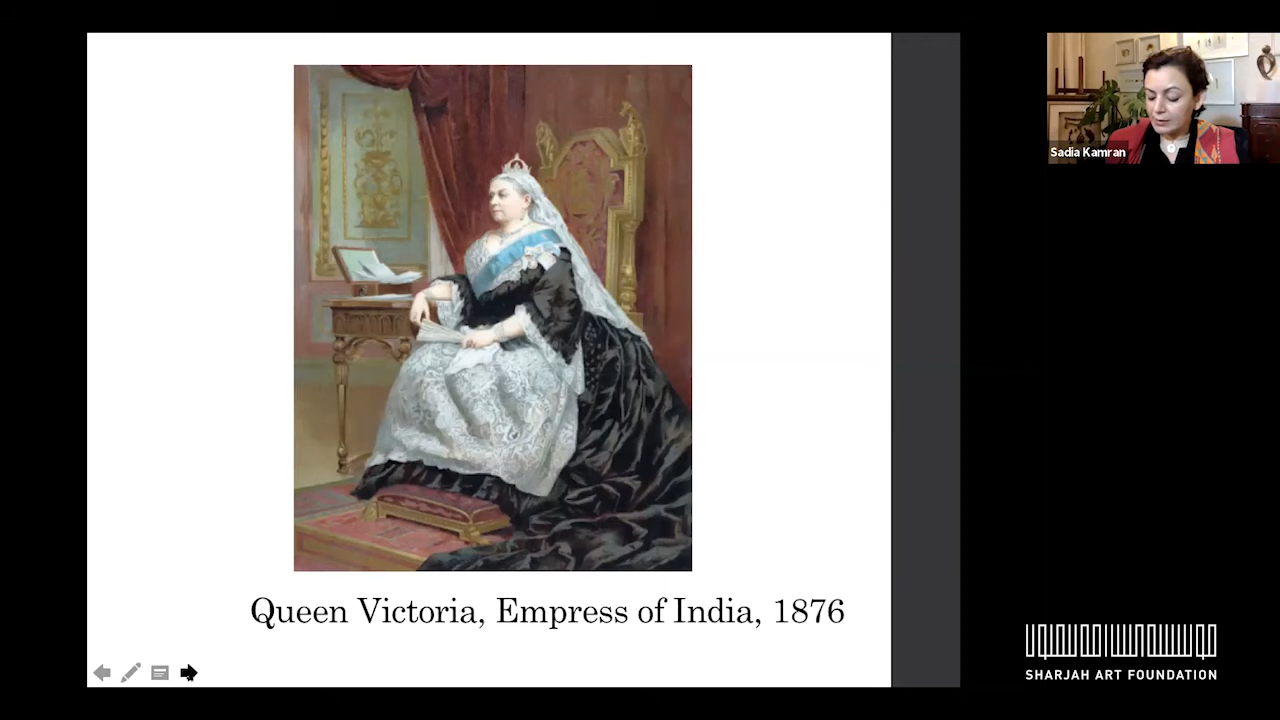 Sadia Kamran
Queen Victoria, Empress of India, 1876
SHARJAH ART FOUNDATION